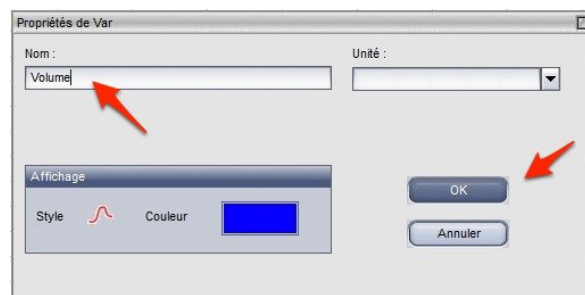 Propriétés de Var
Nom :
Unité :
Volume
Affichage
Style
Couleur
OK
Annuler